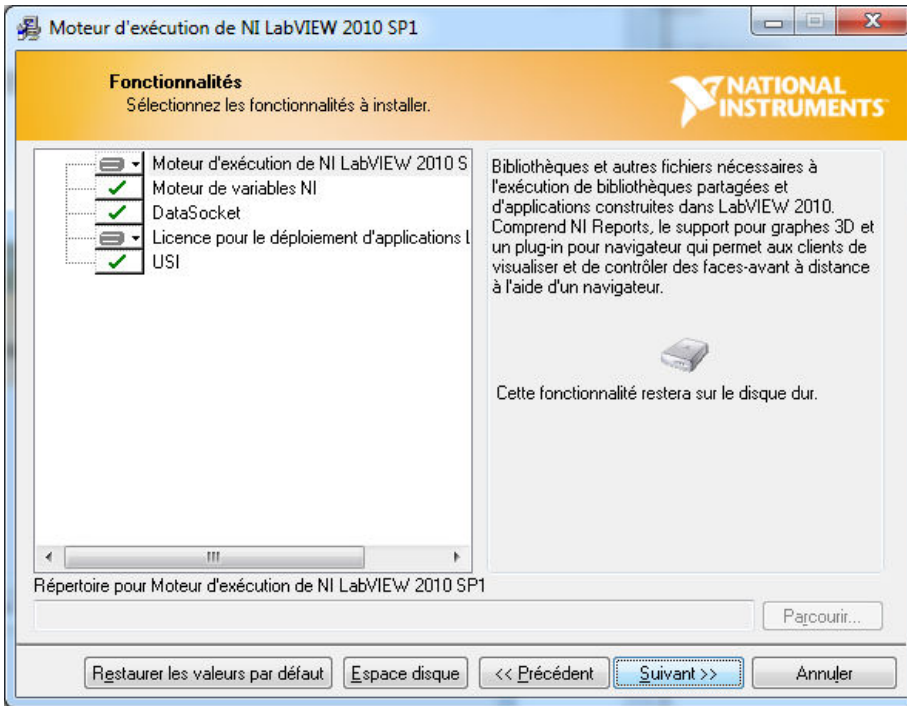 Moteur d'exécution de NI LabVIEW 2010 SP1
Fonctionnalités
Sélectionnez les fonctionnalités à installer.
NATIONAL
INSTRUMENTS
Moteur d'exécution de NI LabVIEW 2010 S
Moteur de variables NI
DataSocket
Licence pour le déploiement d'applications L
USI
Bibliothèques et autres fichiers nécessaires à
l'exécution de bibliothèques partagées et
d'applications construites dans LabVIEW 2010.
Comprend NI Reports, le support pour graphes 3D et
un plug-in pour navigateur qui permet aux clients de
visualiser et de contrôler des faces-avant à distance
à l'aide d'un navigateur.
Cette fonctionnalité restera sur le disque dur.
Répertoire pour Moteur d'exécution de NI LabVIEW 2010 SP1
Parcourir...
Restaurer les valeurs par défaut
Espace disque
<< Précédent
Suivant >>
Annuler